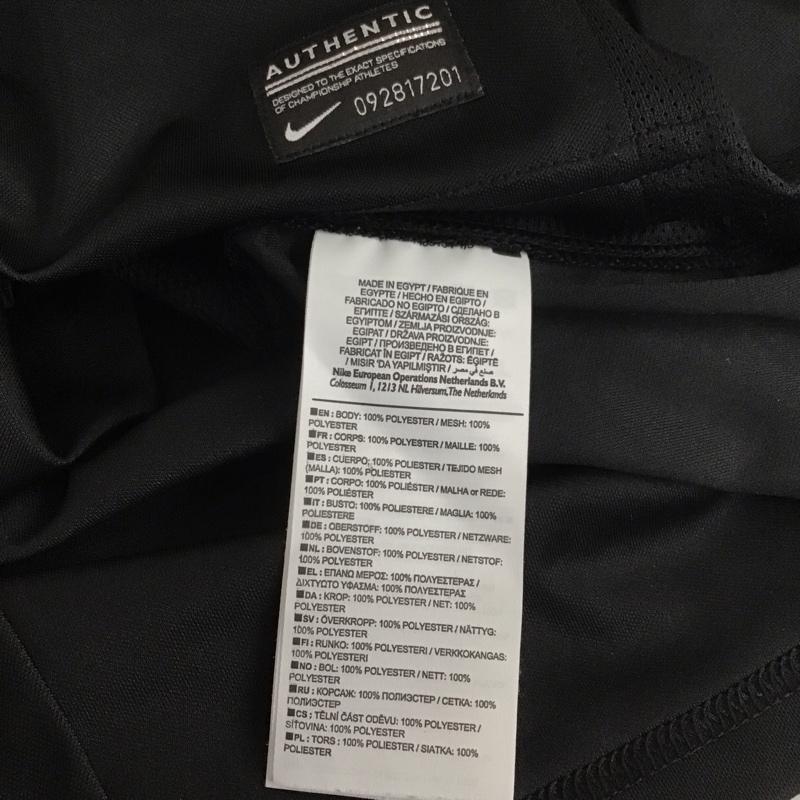 AUTHENTIC
DESIGNED TO THE EXACT SPECIFICATIONS
OF CHAMPIONSHIP ATHLETES
092817201
MADE IN EGYPT / FABRIQUE EN
EGYPTE / HECHO EN EGIPTO /
FABRICADO NO EGIPTO / СДЕЛАНО В
ЕГИПТЕ / SZÁRMAZÁSI ORSZÁG:
EGYIPTOM / ZEMLJA PROIZVODNJE:
EGIPAT / DRŽAVA PROIZVODNJE:
EGIPT / ПРОИЗВЕДЕНО В ЕГИПЕТ /
FABRICAT ÎN EGIPT / RAŽOTS: ĒĢIPTĒ
/ MISIR 'DA YAPILMIŞTIR / صنع في مصر
Nike European Operations Netherlands B.V.
Colosseum 1, 1213 NL Hilversum, The Netherlands
EN : BODY: 100% POLYESTER / MESH: 100%
POLYESTER
FR : CORPS: 100% POLYESTER / MAILLE: 100%
POLYESTER
ES : CUERPO: 100% POLIESTER / TEJIDO MESH
(MALLA): 100% POLIESTER
PT : CORPO: 100% POLIÉSTER / MALHA or REDE:
100% POLIÉSTER
IT : BUSTO: 100% POLIESTERE / MAGLIA: 100%
POLIESTERE
DE : OBERSTOFF: 100% POLYESTER / NETZWARE:
100% POLYESTER
NL : BOVENSTOF: 100% POLYESTER / NETSTOF:
100% POLYESTER
EL : ΕΠΑΝΩ ΜΕΡΟΣ: 100% ΠΟΛΥΕΣΤΕΡΑΣ /
ΔΙΧΤΥΩΤΟ ΥΦΑΣΜΑ: 100% ΠΟΛΥΕΣΤΕΡΑΣ
DA : KROP: 100% POLYESTER / NET: 100%
POLYESTER
SV : ÖVERKROPP: 100% POLYESTER / NÄTTYG:
100% POLYESTER
FI : RUNKO: 100% POLYESTERI / VERKKOKANGAS:
100% POLYESTERI
NO : BOL: 100% POLYESTER / NETT: 100%
POLYESTER
RU : КОРСАЖ: 100% ПОЛИЭСТЕР / СЕТКА: 100%
ПОЛИЭСТЕР
CS : TĚLNÍ ČÁST ODĚVU: 100% POLYESTER /
SÍŤOVINA: 100% POLYESTER
PL : TORS : 100% POLIESTER / SIATKA: 100%
POLIESTER